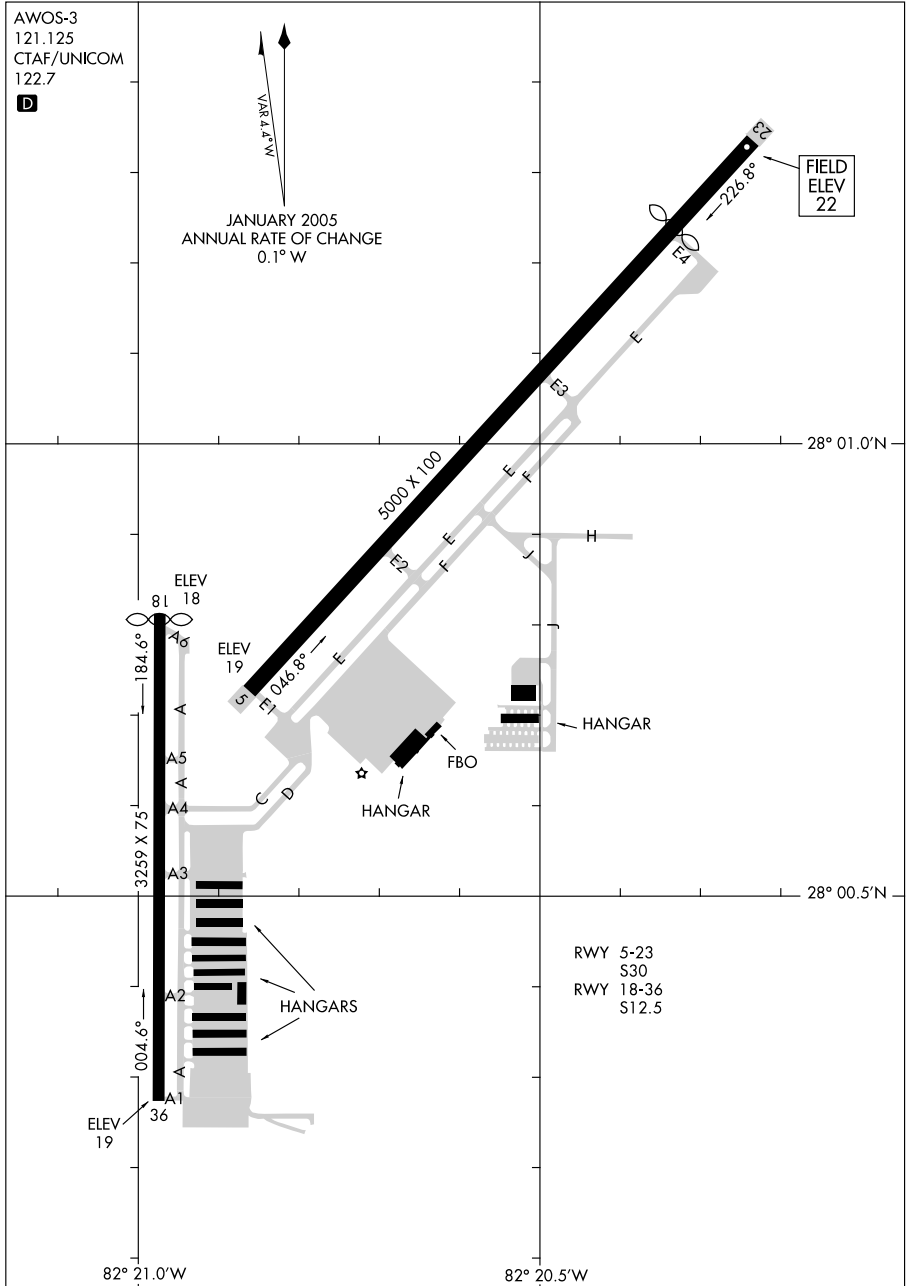 AWOS-3
121.125
CTAF/UNICOM
122.7
D
VAR 4.4° W
JANUARY 2005
ANNUAL RATE OF CHANGE
0.1° W
23
226.8°
FIELD
ELEV
22
E4
E
E3
28° 01.0'N
5000 X 100
E
F
E
F
E2
J
H
J
ELEV
18
18
A6
184.6°
ELEV
19
5
046.8°
E
E1
A
A5
A
A4
C
D
HANGAR
FBO
HANGAR
3259 X 75
A3
28° 00.5'N
A2
HANGARS
004.6°
A
A1
36
ELEV
19
RWY 5-23
S30
RWY 18-36
S12.5
82° 21.0'W
82° 20.5'W